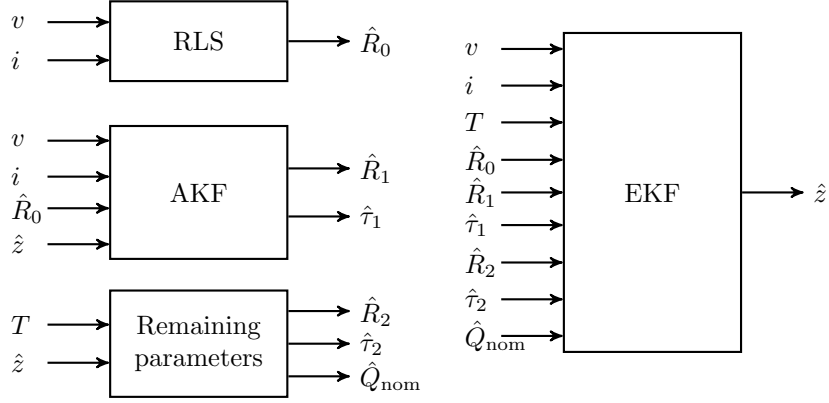 v
i
RLS
R̂₀
v
i
R̂₀
ẑ
AKF
R̂₁
τ̂₁
T
ẑ
Remaining
parameters
R̂₂
τ̂₂
Q̂ₙₒₘ
v
i
T
R̂₀
R̂₁
τ̂₁
R̂₂
τ̂₂
Q̂ₙₒₘ
EKF
ẑ